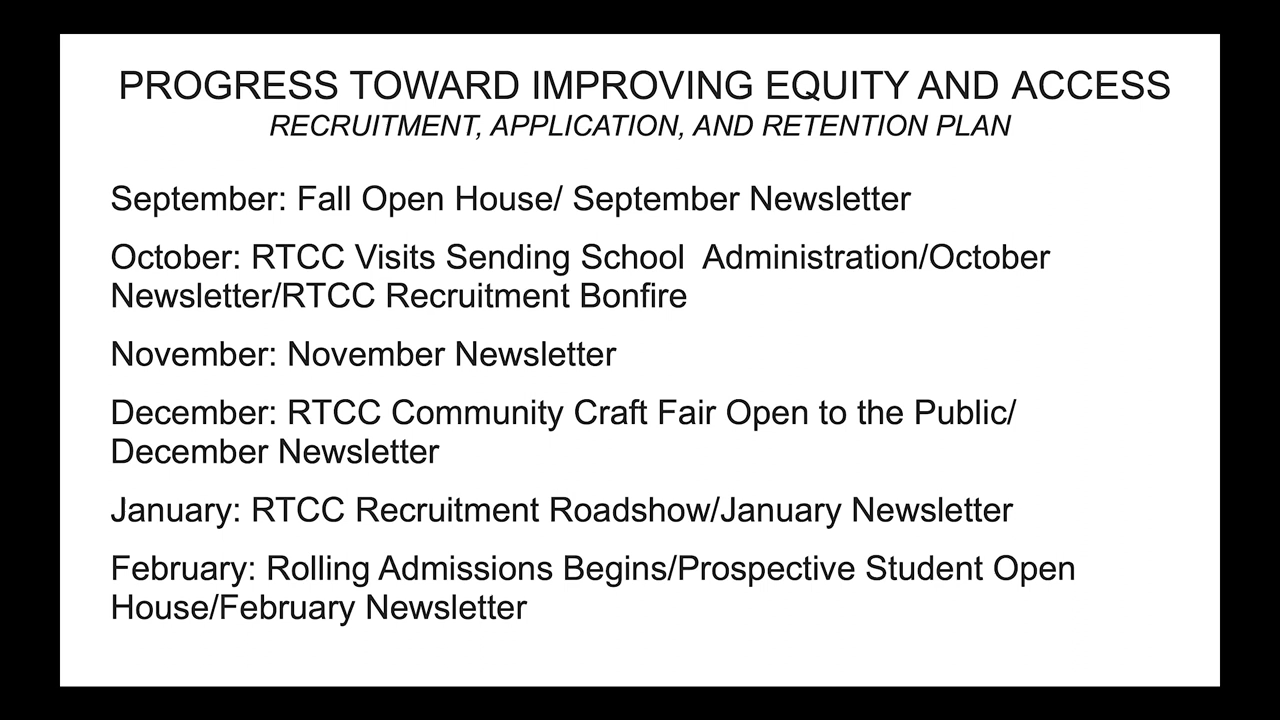 PROGRESS TOWARD IMPROVING EQUITY AND ACCESS
RECRUITMENT, APPLICATION, AND RETENTION PLAN
September: Fall Open House/ September Newsletter
October: RTCC Visits Sending School  Administration/October
Newsletter/RTCC Recruitment Bonfire
November: November Newsletter
December: RTCC Community Craft Fair Open to the Public/
December Newsletter
January: RTCC Recruitment Roadshow/January Newsletter
February: Rolling Admissions Begins/Prospective Student Open
House/February Newsletter